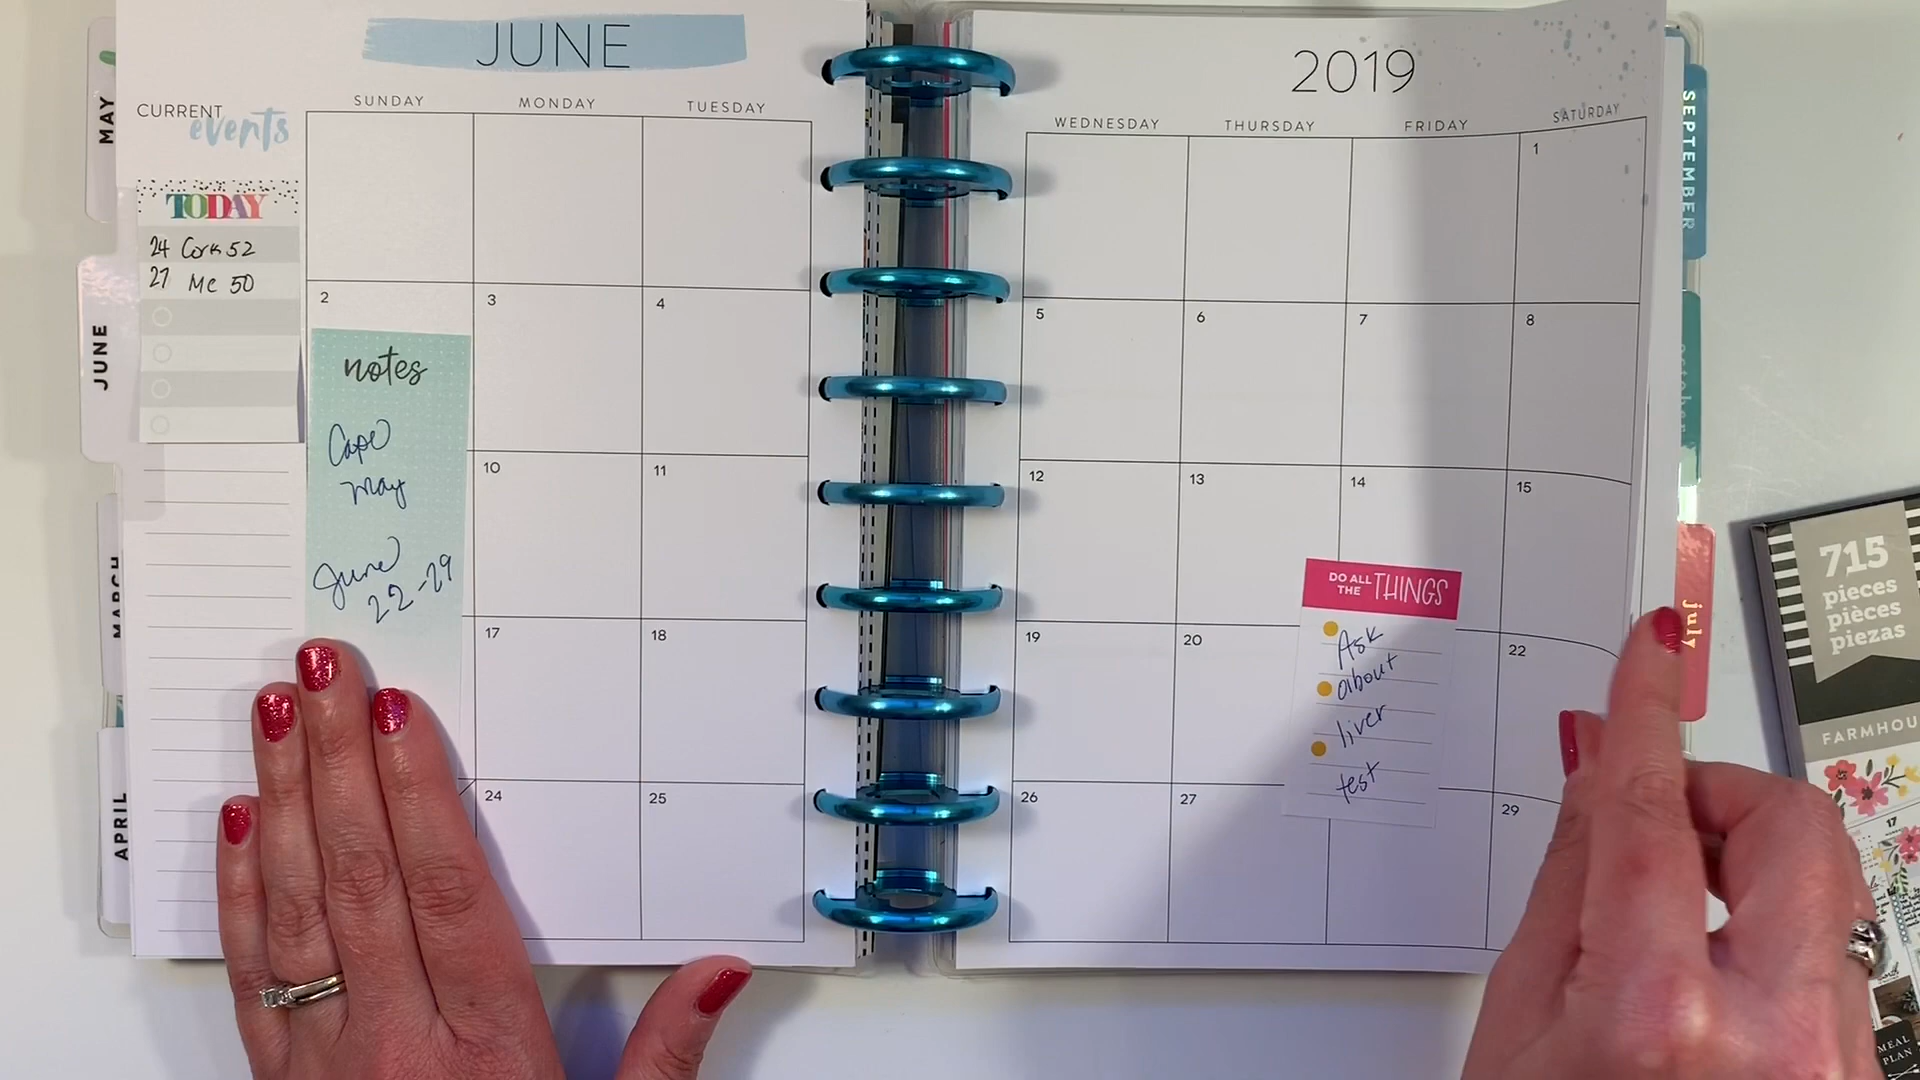 JUNE
2019
CURRENT
events
SUNDAY
MONDAY
TUESDAY
WEDNESDAY
THURSDAY
FRIDAY
SATURDAY
1
2
3
4
5
6
7
8
10
11
12
13
14
15
17
18
19
20
22
24
25
26
27
29
TODAY
24 Cork 52
27 Me 50
notes
Cape
May
June
22-29
DO ALL
THE THINGS
Ask
about
liver
test
MAY
JUNE
MARCH
APRIL
SEPTEMBER
october
july
715
pieces
pièces
piezas
FARMHOU
17
MEAL
PLAN